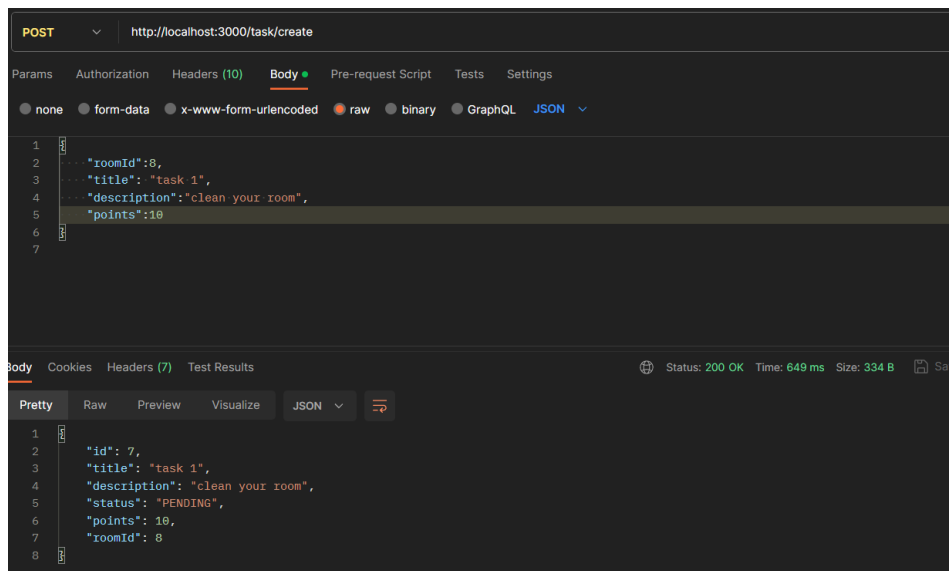 POST http://localhost:3000/task/create
Params Authorization Headers (10) Body Pre-request Script Tests Settings
none form-data x-www-form-urlencoded raw binary GraphQL JSON
1 {
2 "roomId":8,
3 "title": "task 1",
4 "description":"clean your room",
5 "points":10
6 }
7
Body Cookies Headers (7) Test Results Status: 200 OK Time: 649 ms Size: 334 B Sa
Pretty Raw Preview Visualize JSON
1 {
2 "id": 7,
3 "title": "task 1",
4 "description": "clean your room",
5 "status": "PENDING",
6 "points": 10,
7 "roomId": 8
8 }